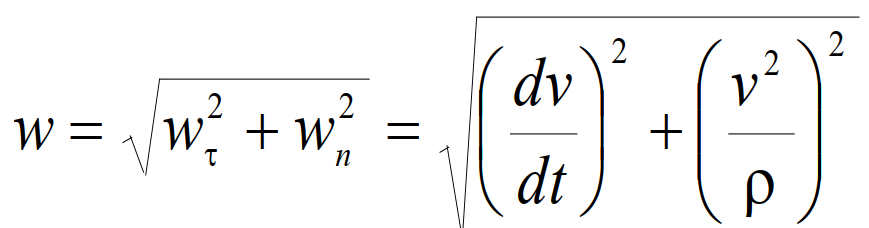 w = √(w_τ² + w_n²) = √((dv/dt)² + (v²/ρ)²)